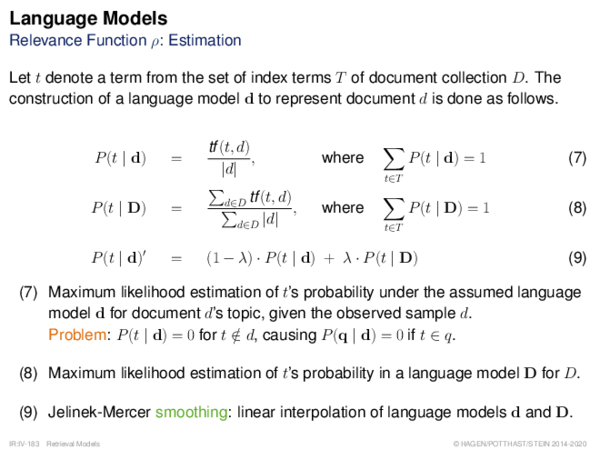 Language Models
Relevance Function ρ: Estimation
Let t denote a term from the set of index terms T of document collection D. The
construction of a language model d to represent document d is done as follows.
P(t | d) = tf(t, d) / |d|, where ∑_{t∈T} P(t | d) = 1 (7)
P(t | D) = ∑_{d∈D} tf(t, d) / ∑_{d∈D} |d|, where ∑_{t∈T} P(t | D) = 1 (8)
P(t | d)′ = (1 − λ) · P(t | d) + λ · P(t | D) (9)
(7) Maximum likelihood estimation of t's probability under the assumed language
model d for document d's topic, given the observed sample d.
Problem: P(t | d) = 0 for t ∉ d, causing P(q | d) = 0 if t ∈ q.
(8) Maximum likelihood estimation of t's probability in a language model D for D.
(9) Jelinek-Mercer smoothing: linear interpolation of language models d and D.
IR:IV-183 Retrieval Models © HAGEN/POTTHAST/STEIN 2014-2020